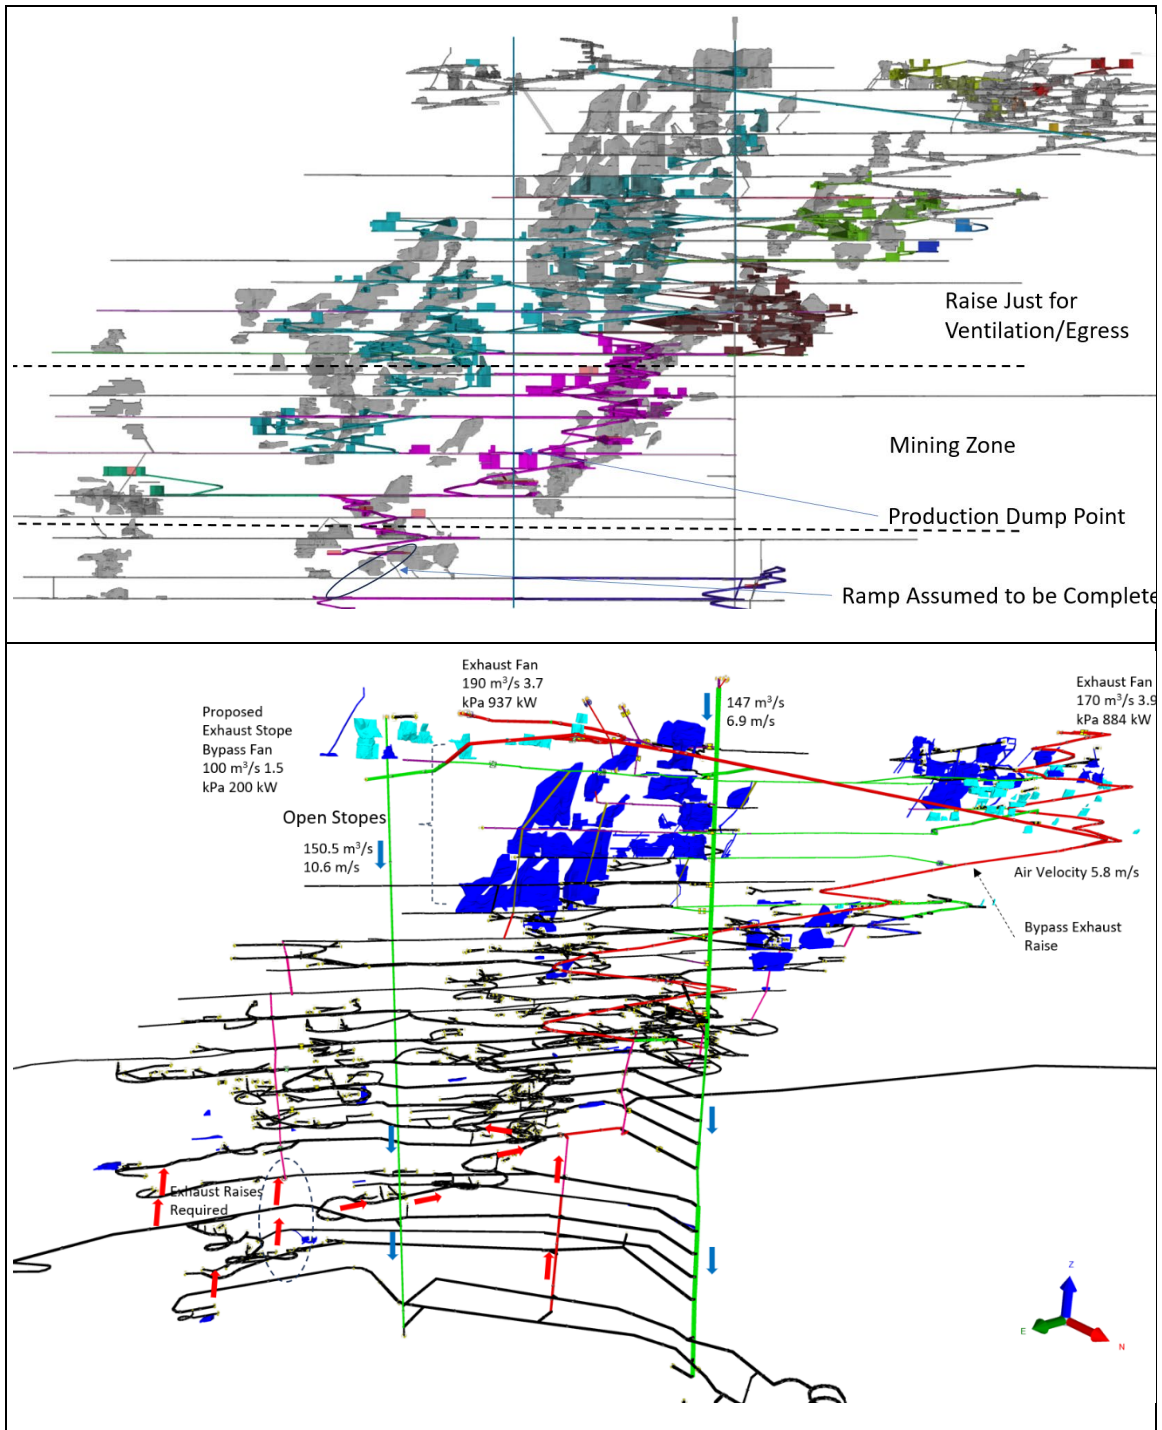 Raise Just for
Ventilation/Egress
Mining Zone
Production Dump Point
Ramp Assumed to be Complete
Exhaust Fan
190 m³/s 3.7
kPa 937 kW
147 m³/s
6.9 m/s
Exhaust Fan
170 m³/s 3.9
kPa 884 kW
Proposed
Exhaust Stope
Bypass Fan
100 m³/s 1.5
kPa 200 kW
Open Stopes
150.5 m³/s
10.6 m/s
Air Velocity 5.8 m/s
Bypass Exhaust
Raise
Exhaust Raises
Required
Z
E
N